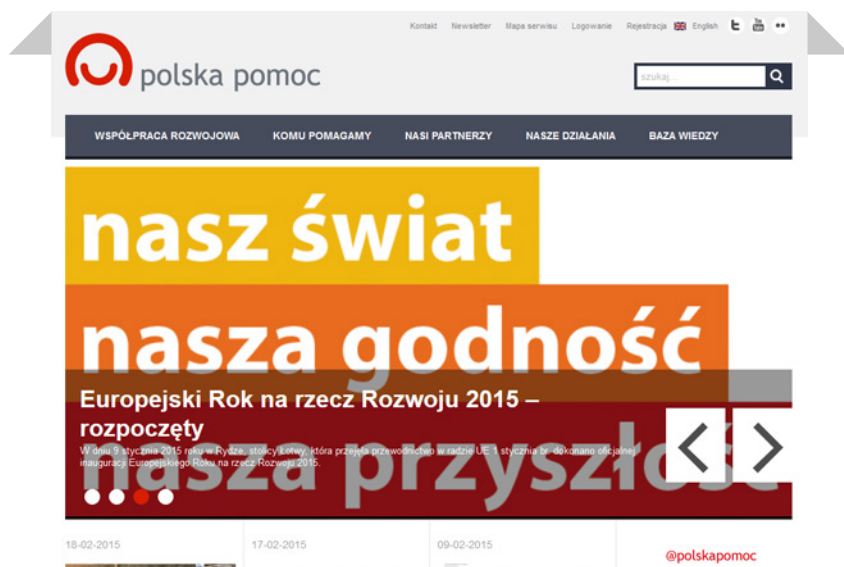 Kontakt Newsletter Mapa serwisu Logowanie Rejestracja English
polska pomoc
szukaj...
WSPÓŁPRACA ROZWOJOWA KOMU POMAGAMY NASI PARTNERZY NASZE DZIAŁANIA BAZA WIEDZY
nasz świat
nasza godność
Europejski Rok na rzecz Rozwoju 2015 –
rozpoczęty
W dniu 9 stycznia 2015 roku w Rydze, stolicy Łotwy, która przejęła przewodnictwo w radzie UE 1 stycznia br. dokonano oficjalnej
inauguracji Europejskiego Roku na rzecz Rozwoju 2015.
nasza przyszłość
18-02-2015 17-02-2015 09-02-2015
@polskapomoc